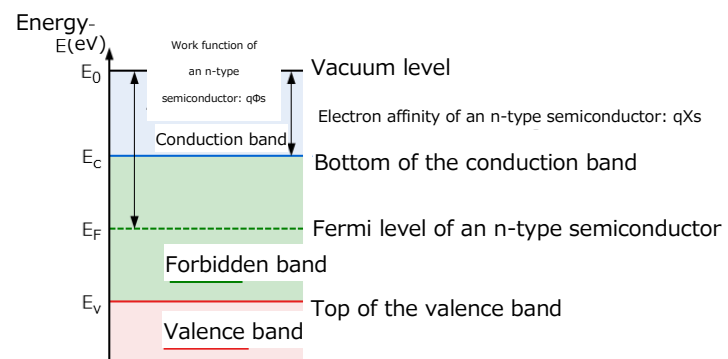 Energy-
E(eV)
Work function of
an n-type
semiconductor: qΦs
E0
Vacuum level
Electron affinity of an n-type semiconductor: qXs
Conduction band
Ec
Bottom of the conduction band
EF
Fermi level of an n-type semiconductor
Forbidden band
Ev
Top of the valence band
Valence band